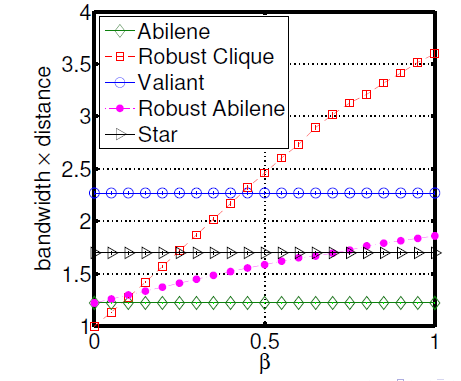 4
Abilene
Robust Clique
3.5
Valiant
3
Robust Abilene
Star
2.5
2
1.5
1
0
0.5
1
β
bandwidth × distance